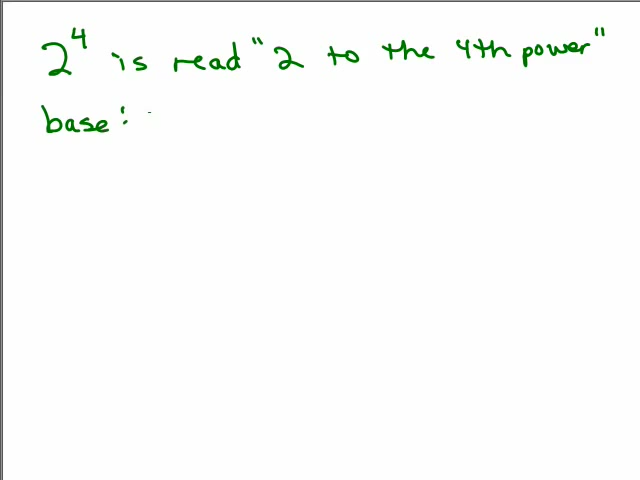 2⁴ is read "2 to the 4th power"
base: